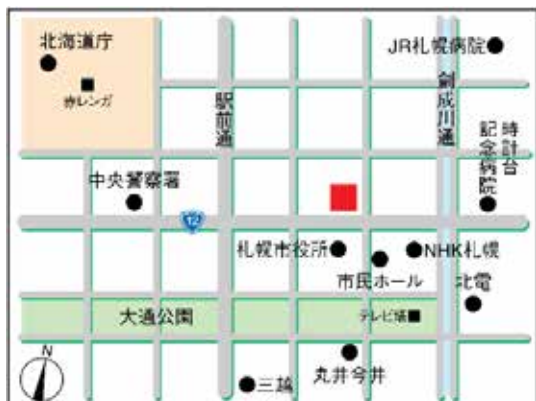 北海道庁
赤レンガ
駅前通
JR札幌病院
創成川通
時計台
記念病院
中央警察署
12
札幌市役所
NHK札幌
市民ホール
北電
大通公園
テレビ塔
丸井今井
三越
N